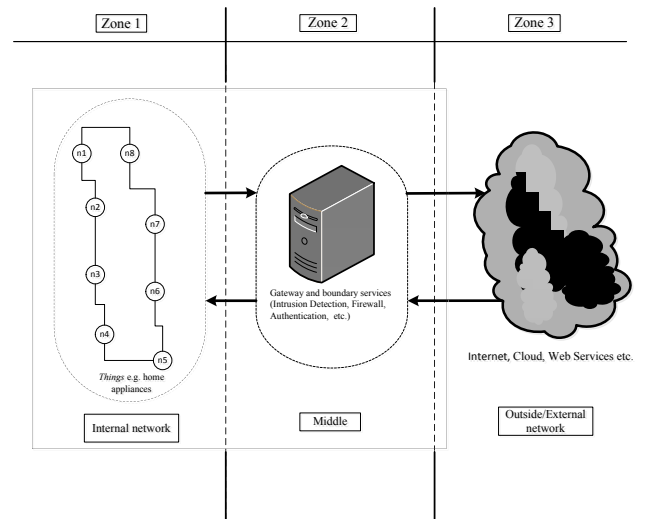 Zone 1
Zone 2
Zone 3
n1
n8
n2
n7
n3
n6
n4
n5
Things e.g. home
appliances
Gateway and boundary services
(Intrusion Detection, Firewall,
Authentication, etc.)
Internet, Cloud, Web Services etc.
Internal network
Middle
Outside/External
network